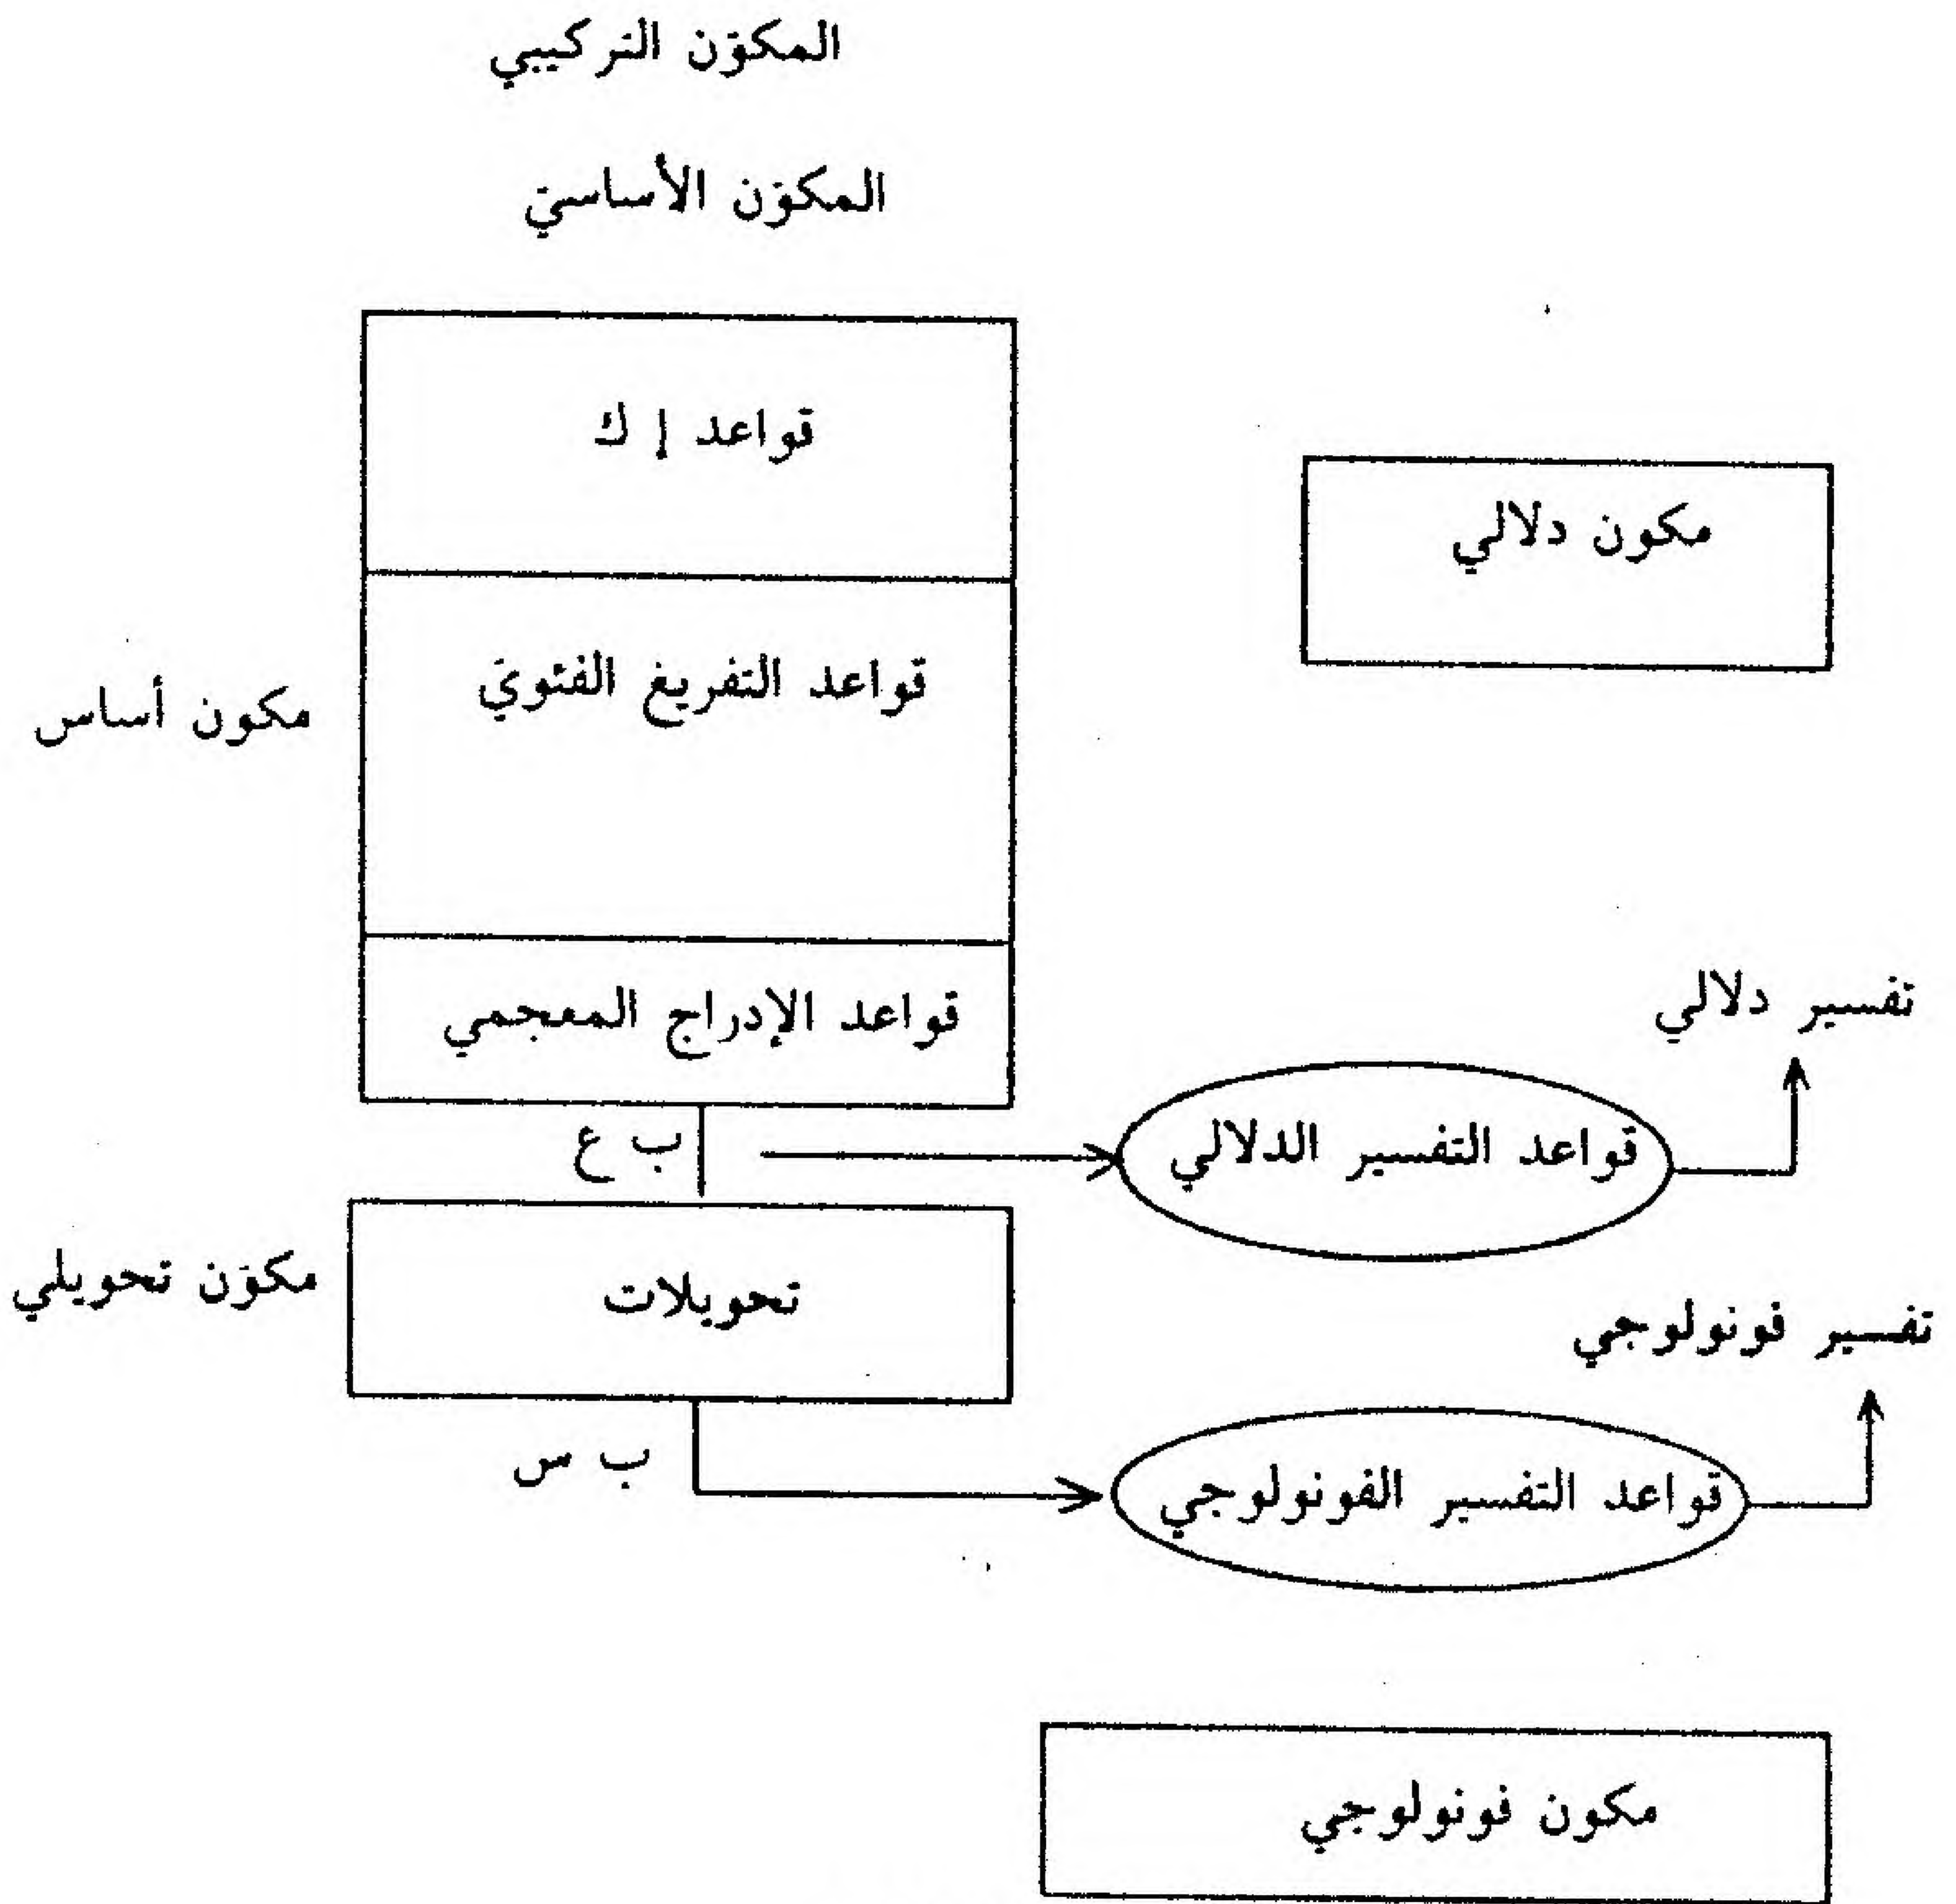 المكوّن التركيبي
المكوّن الأساسيّ
قواعد إ ك
مكون دلالي
قواعد التفريغ الفئويّ
مكون أساس
قواعد الإدراج المعجمي
تفسير دلالي
ب ع
قواعد التفسير الدلالي
تحويلات
مكوّن تحويلي
تفسير فونولوجي
ب س
قواعد التفسير الفونولوجي
مكون فونولوجي